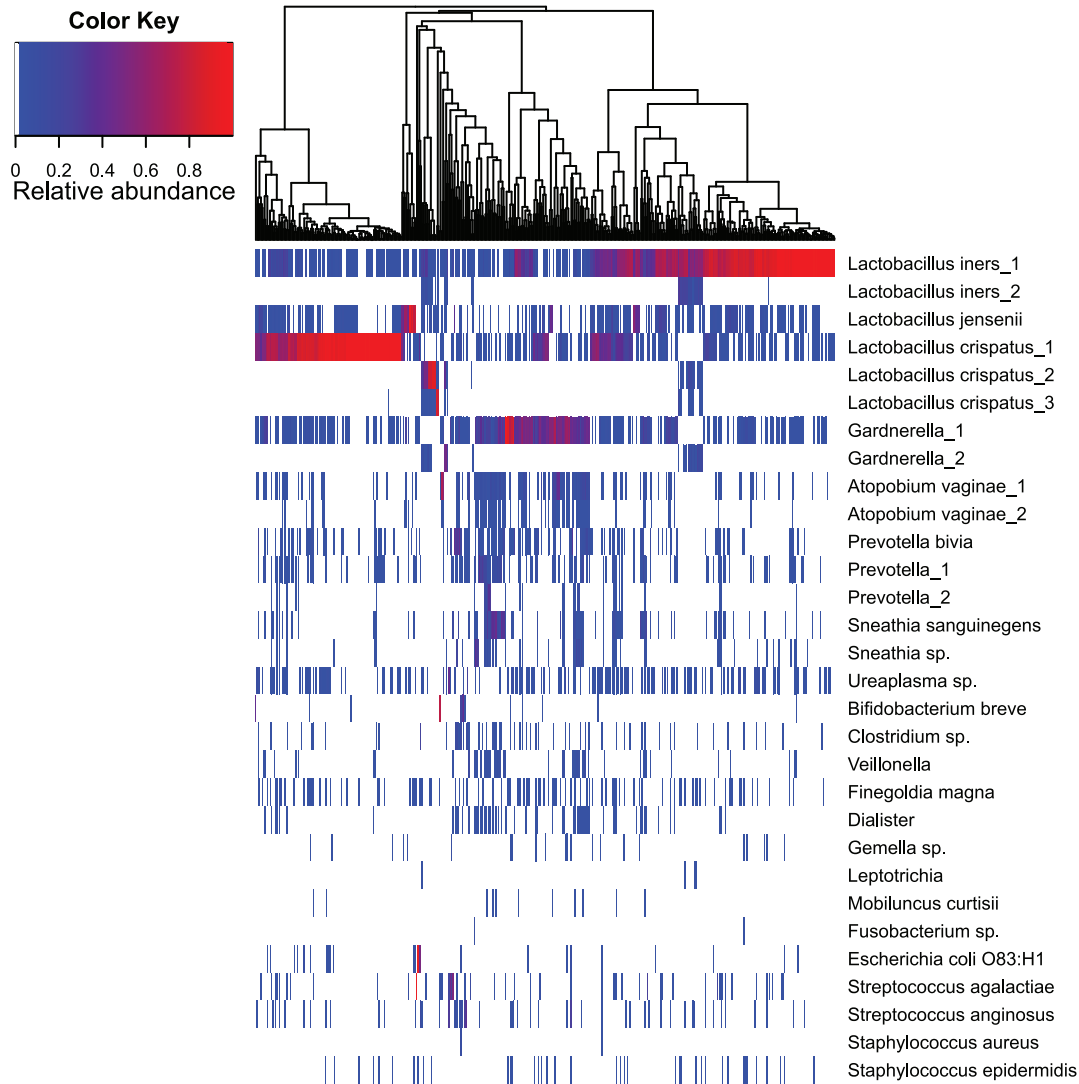 Color Key
0 0.2 0.4 0.6 0.8
Relative abundance
Lactobacillus iners_1
Lactobacillus iners_2
Lactobacillus jensenii
Lactobacillus crispatus_1
Lactobacillus crispatus_2
Lactobacillus crispatus_3
Gardnerella_1
Gardnerella_2
Atopobium vaginae_1
Atopobium vaginae_2
Prevotella bivia
Prevotella_1
Prevotella_2
Sneathia sanguinegens
Sneathia sp.
Ureaplasma sp.
Bifidobacterium breve
Clostridium sp.
Veillonella
Finegoldia magna
Dialister
Gemella sp.
Leptotrichia
Mobiluncus curtisii
Fusobacterium sp.
Escherichia coli O83:H1
Streptococcus agalactiae
Streptococcus anginosus
Staphylococcus aureus
Staphylococcus epidermidis